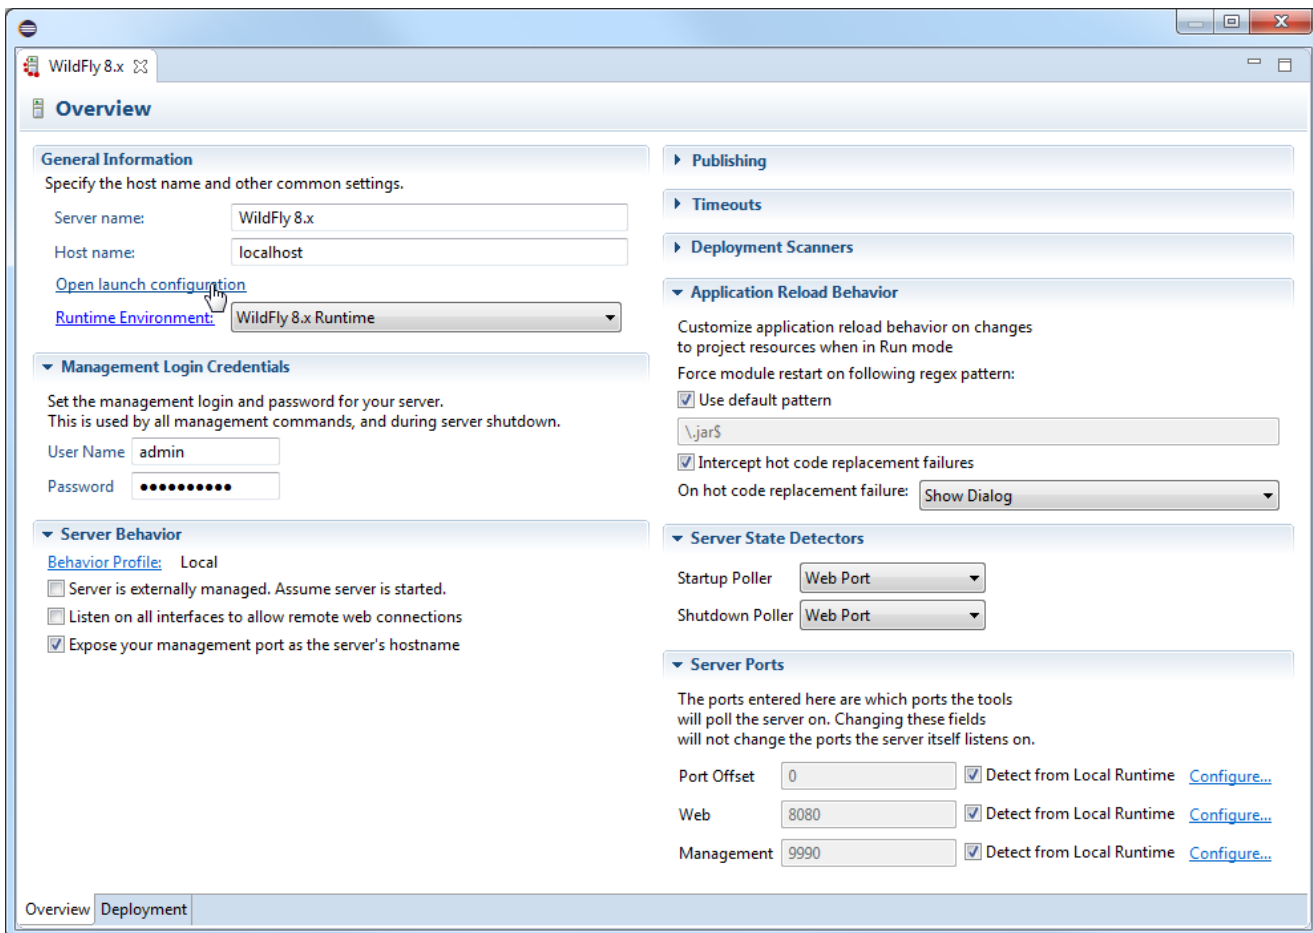 WildFly 8.x
Overview
General Information
Specify the host name and other common settings.
Server name: WildFly 8.x
Host name: localhost
Open launch configuration
Runtime Environment: WildFly 8.x Runtime
Management Login Credentials
Set the management login and password for your server.
This is used by all management commands, and during server shutdown.
User Name admin
Password ●●●●●●●●●●
Server Behavior
Behavior Profile: Local
Server is externally managed. Assume server is started.
Listen on all interfaces to allow remote web connections
Expose your management port as the server's hostname
Publishing
Timeouts
Deployment Scanners
Application Reload Behavior
Customize application reload behavior on changes
to project resources when in Run mode
Force module restart on following regex pattern:
Use default pattern
\.jar$
Intercept hot code replacement failures
On hot code replacement failure: Show Dialog
Server State Detectors
Startup Poller Web Port
Shutdown Poller Web Port
Server Ports
The ports entered here are which ports the tools
will poll the server on. Changing these fields
will not change the ports the server itself listens on.
Port Offset 0 Detect from Local Runtime Configure...
Web 8080 Detect from Local Runtime Configure...
Management 9990 Detect from Local Runtime Configure...
Overview Deployment